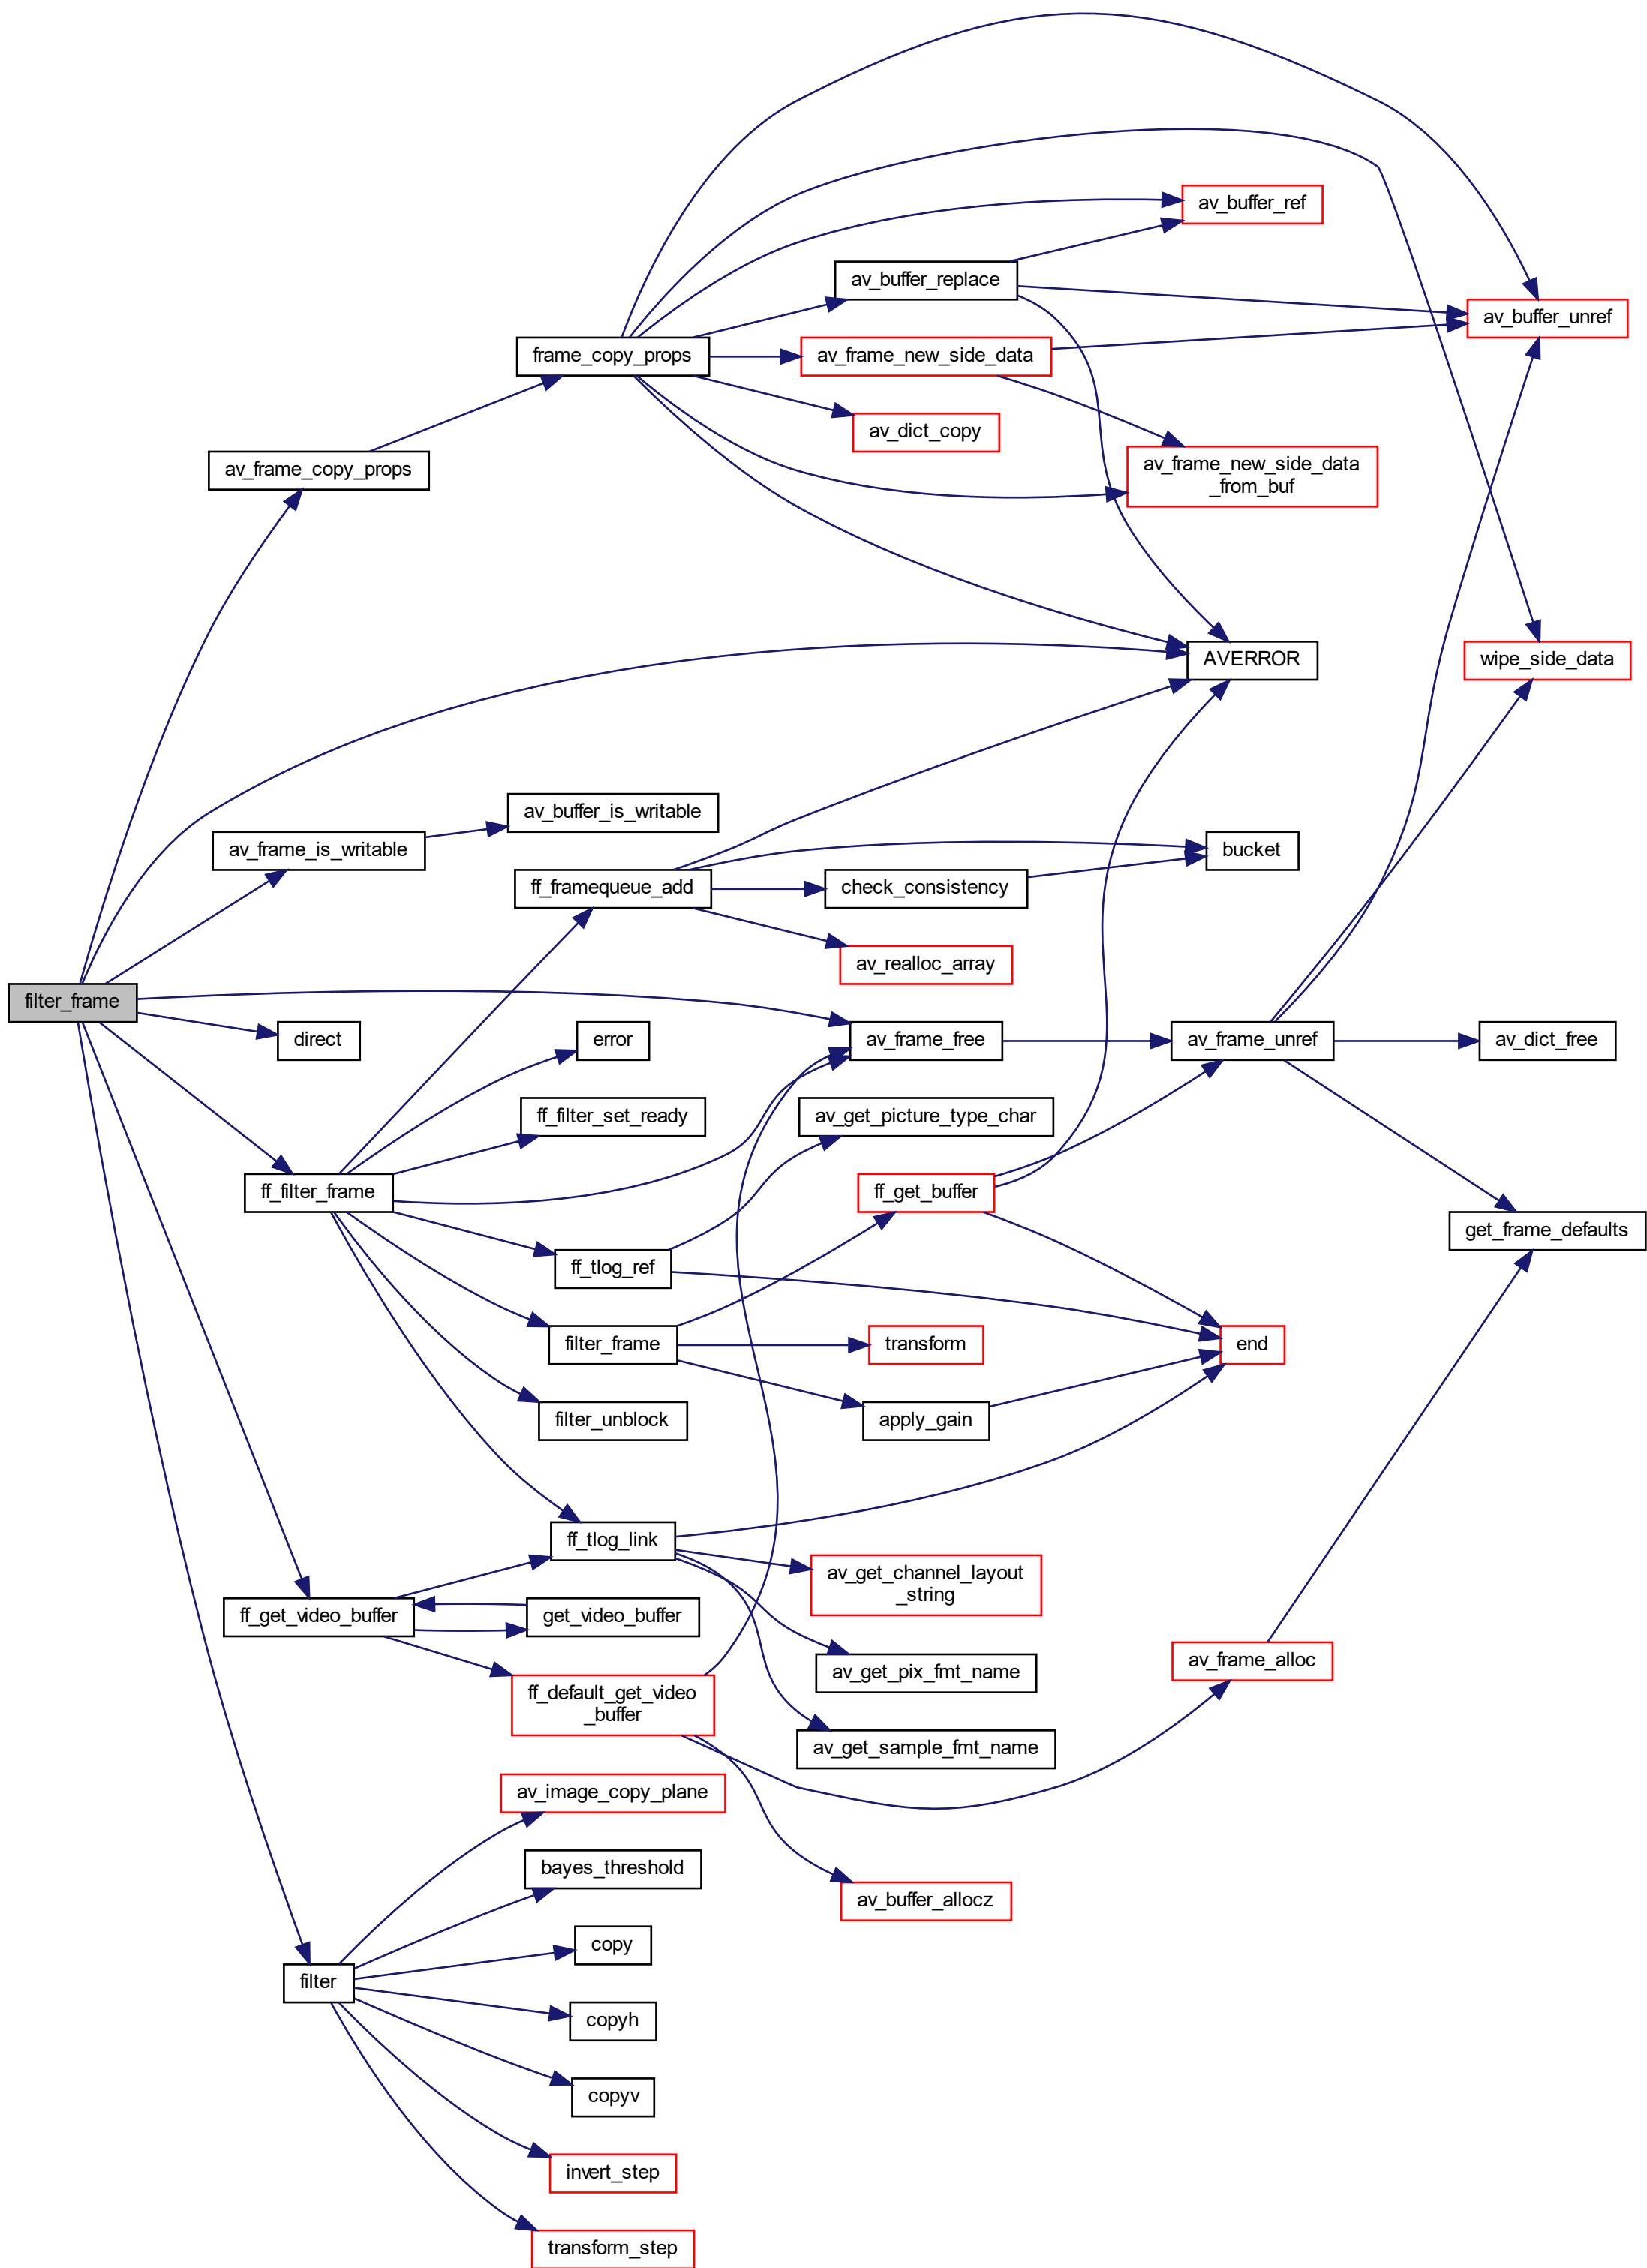 av_buffer_ref
av_buffer_replace
av_buffer_unref
frame_copy_props
av_frame_new_side_data
av_dict_copy
av_frame_copy_props
av_frame_new_side_data
_from_buf
AVERROR
wipe_side_data
av_buffer_is_writable
av_frame_is_writable
bucket
ff_framequeue_add
check_consistency
av_realloc_array
filter_frame
direct
error
av_frame_free
av_frame_unref
av_dict_free
ff_filter_set_ready
av_get_picture_type_char
ff_filter_frame
ff_get_buffer
get_frame_defaults
ff_tlog_ref
filter_frame
transform
end
filter_unblock
apply_gain
ff_tlog_link
av_get_channel_layout
_string
ff_get_video_buffer
get_video_buffer
av_get_pix_fmt_name
av_frame_alloc
ff_default_get_video
_buffer
av_get_sample_fmt_name
av_image_copy_plane
bayes_threshold
av_buffer_allocz
copy
filter
copyh
copyv
invert_step
transform_step